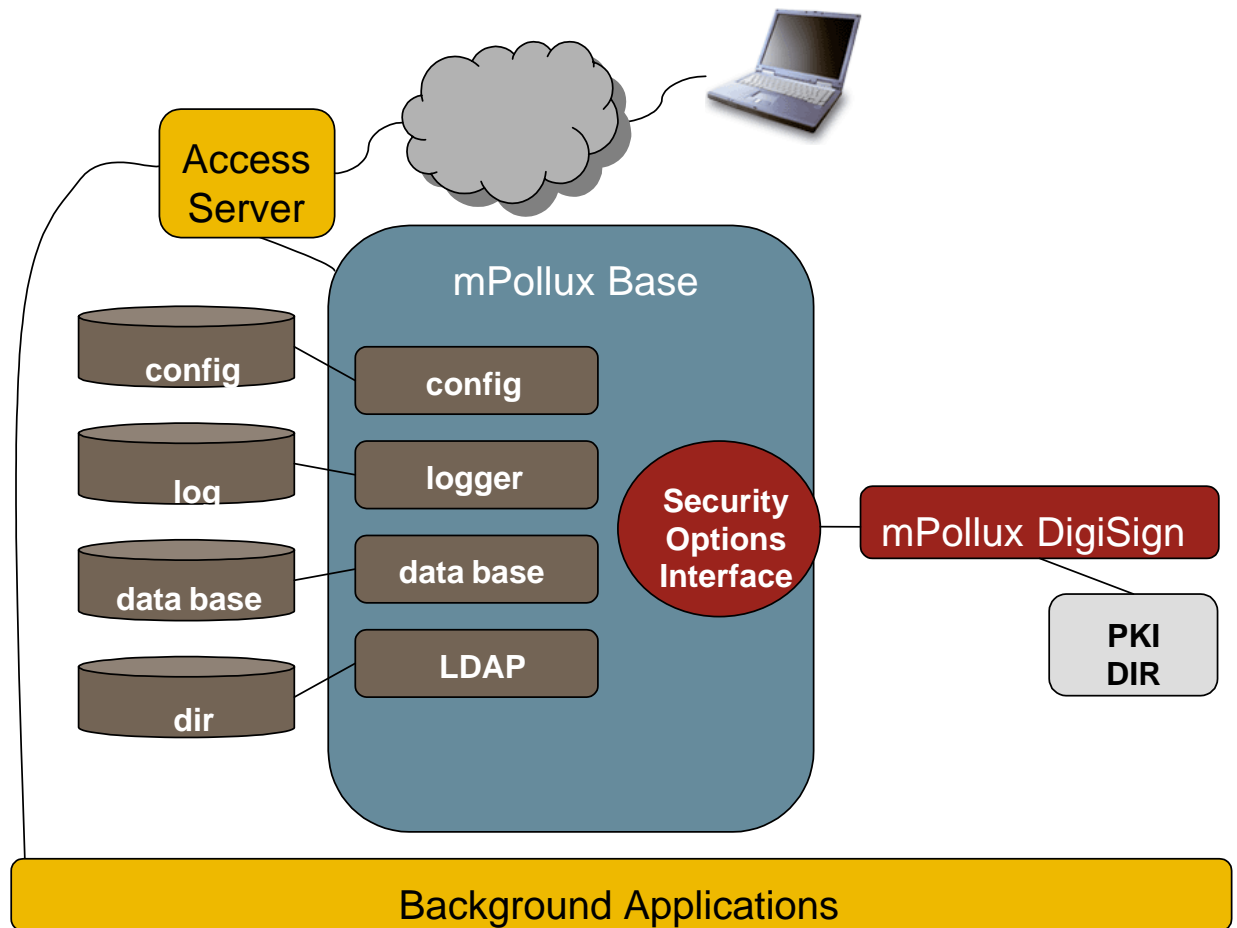 Access
Server
mPollux Base
config
config
log
logger
data base
data base
dir
LDAP
Security
Options
Interface
mPollux DigiSign
PKI
DIR
Background Applications